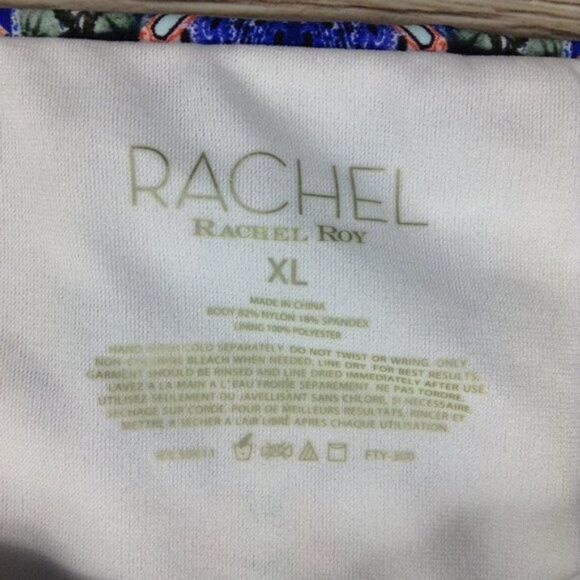 RACHEL
RACHEL ROY
XL
MADE IN CHINA
BODY 82% NYLON 18% SPANDEX
LINING 100% POLYESTER
HAND WASH COLD SEPARATELY. DO NOT TWIST OR WRING. ONLY
NON-CHLORINE BLEACH WHEN NEEDED. LINE DRY. FOR BEST RESULTS,
GARMENT SHOULD BE RINSED AND LINE DRIED IMMEDIATELY AFTER USE.
LAVEZ A LA MAIN A L'EAU FROIDE SEPAREMENT. NE PAS TORDRE.
UTILISEZ SEULEMENT DU JAVELLISANT SANS CHLORE, IF NECESSAIRE
SECHAGE SUR CORDE. POUR DE MEILLEURS RESULTATS, RINCER ET
METTRE A SECHER A L'AIR LIBRE APRÈS CHAQUE UTILISATION.
FTY-300